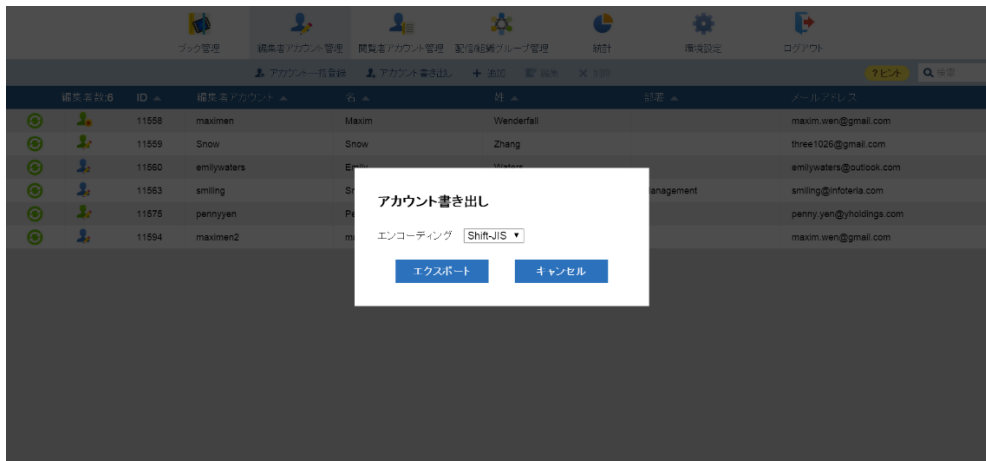 ブック管理 編集者アカウント管理 閲覧者アカウント管理 配信/組織グループ管理 統計 環境設定 ログアウト
アカウント一括登録 アカウント書き出し + 追加 編集 × 削除 ?ヒント 検索
編集者数:6 ID 編集者アカウント 名 姓 部署 メールアドレス
11558 maximen Maxim Wenderfall maxim.wen@gmail.com
11559 Snow Snow Zhang three1026@gmail.com
11560 emilywaters Emily Waters emilywaters@outlook.com
11563 smiling Sr anagement smiling@infoteria.com
11575 pennyyen Pe penny.yen@yholdings.com
11594 maximen2 m maxim.wen@gmail.com
アカウント書き出し
エンコーディング Shift-JIS
エクスポート キャンセル